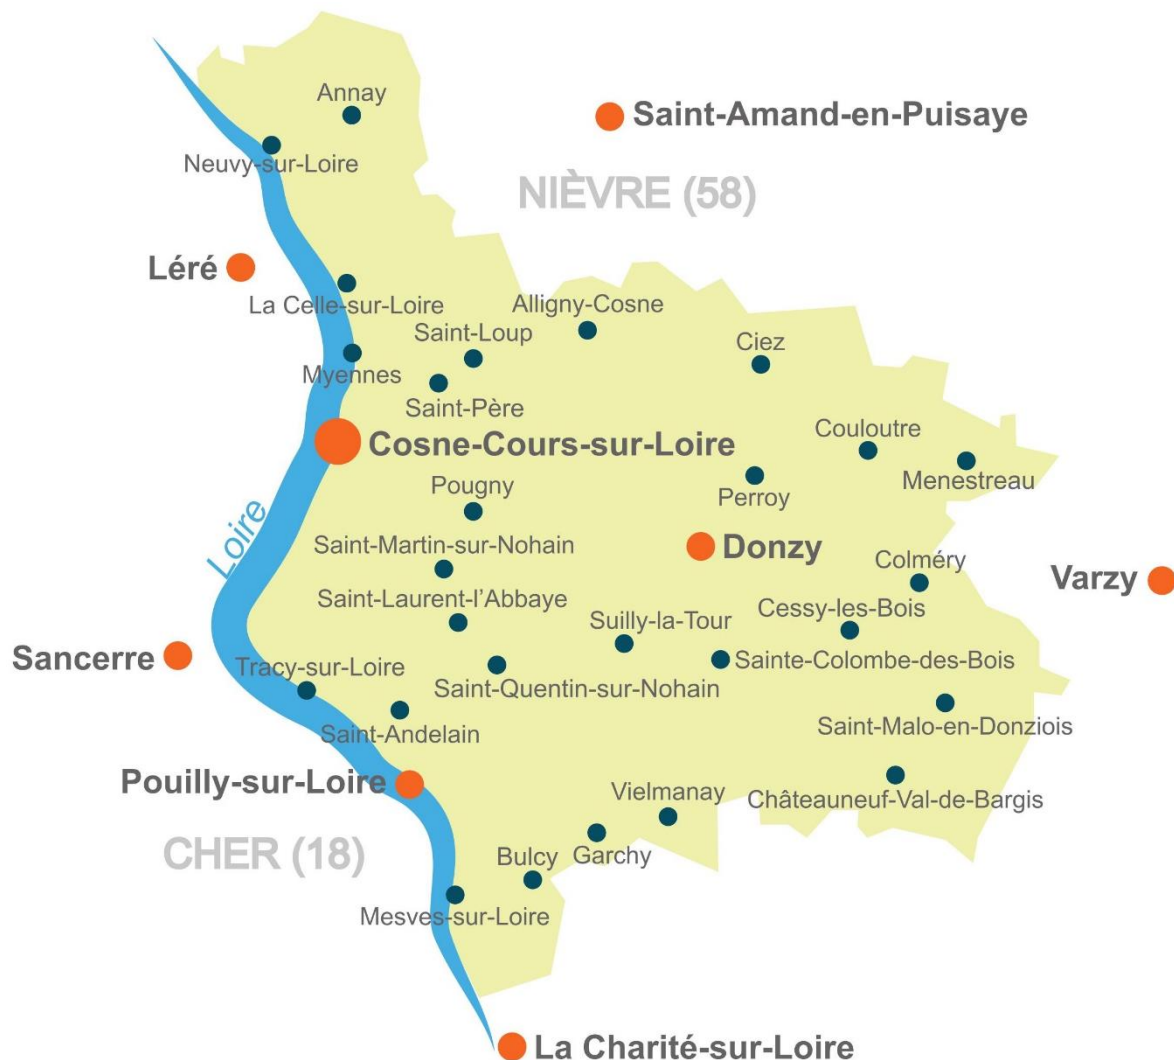 Annay
Saint-Amand-en-Puisaye
Neuvy-sur-Loire
NIÈVRE (58)
Léré
La Celle-sur-Loire
Alligny-Cosne
Saint-Loup
Ciez
Myennes
Saint-Père
Cosne-Cours-sur-Loire
Couloutre
Menestreau
Perroy
Pougny
Loire
Saint-Martin-sur-Nohain
Donzy
Colméry
Varzy
Saint-Laurent-l'Abbaye
Cessy-les-Bois
Suilly-la-Tour
Sancerre
Tracy-sur-Loire
Sainte-Colombe-des-Bois
Saint-Quentin-sur-Nohain
Saint-Andelain
Saint-Malo-en-Donziois
Pouilly-sur-Loire
Vielmanay
Châteauneuf-Val-de-Bargis
CHER (18)
Bulcy
Garchy
Mesves-sur-Loire
La Charité-sur-Loire